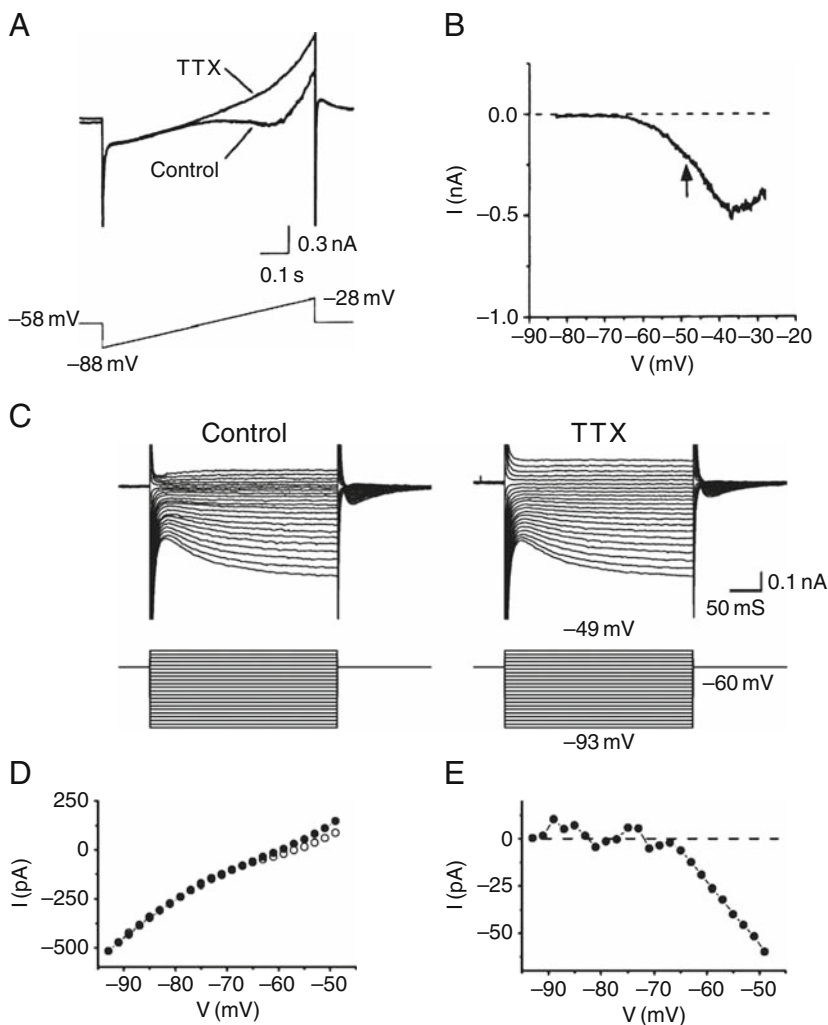 A
TTX
Control
0.3 nA
0.1 s
−58 mV
−28 mV
−88 mV
B
0.0
−0.5
−1.0
I (nA)
−90 −80 −70 −60 −50 −40 −30 −20
V (mV)
C
Control
TTX
0.1 nA
50 mS
−49 mV
−60 mV
−93 mV
D
250
0
−250
−500
I (pA)
−90 −80 −70 −60 −50
V (mV)
E
0
−25
−50
I (pA)
−90 −80 −70 −60 −50
V (mV)